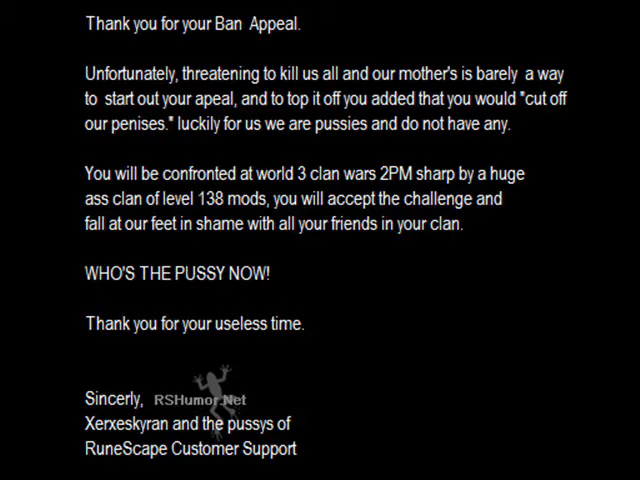 Thank you for your Ban Appeal.
Unfortunately, threatening to kill us all and our mother's is barely a way
to start out your apeal, and to top it off you added that you would "cut off
our penises." luckily for us we are pussies and do not have any.
You will be confronted at world 3 clan wars 2PM sharp by a huge
ass clan of level 138 mods, you will accept the challenge and
fall at our feet in shame with all your friends in your clan.
WHO'S THE PUSSY NOW!
Thank you for your useless time.
Sincerly, RSHumor.Net
Xerxeskyran and the pussys of
RuneScape Customer Support